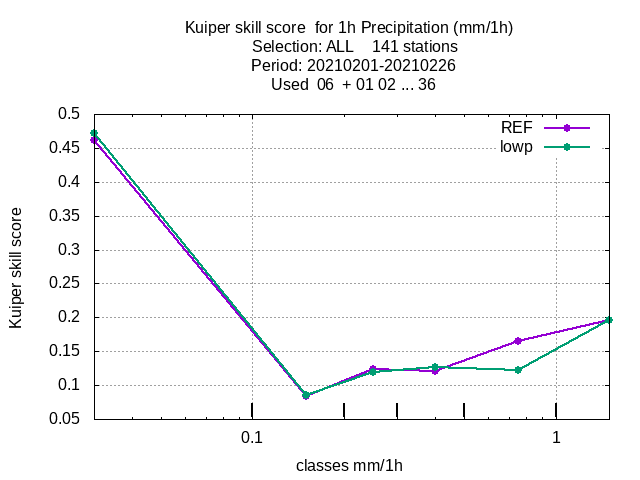 Kuiper skill score  for 1h Precipitation (mm/1h)
Selection: ALL    141 stations
Period: 20210201-20210226
Used  06  + 01 02 ... 36
REF
lowp
0.5
0.45
0.4
0.35
0.3
0.25
0.2
0.15
0.1
0.05
Kuiper skill score
0.1
1
classes mm/1h